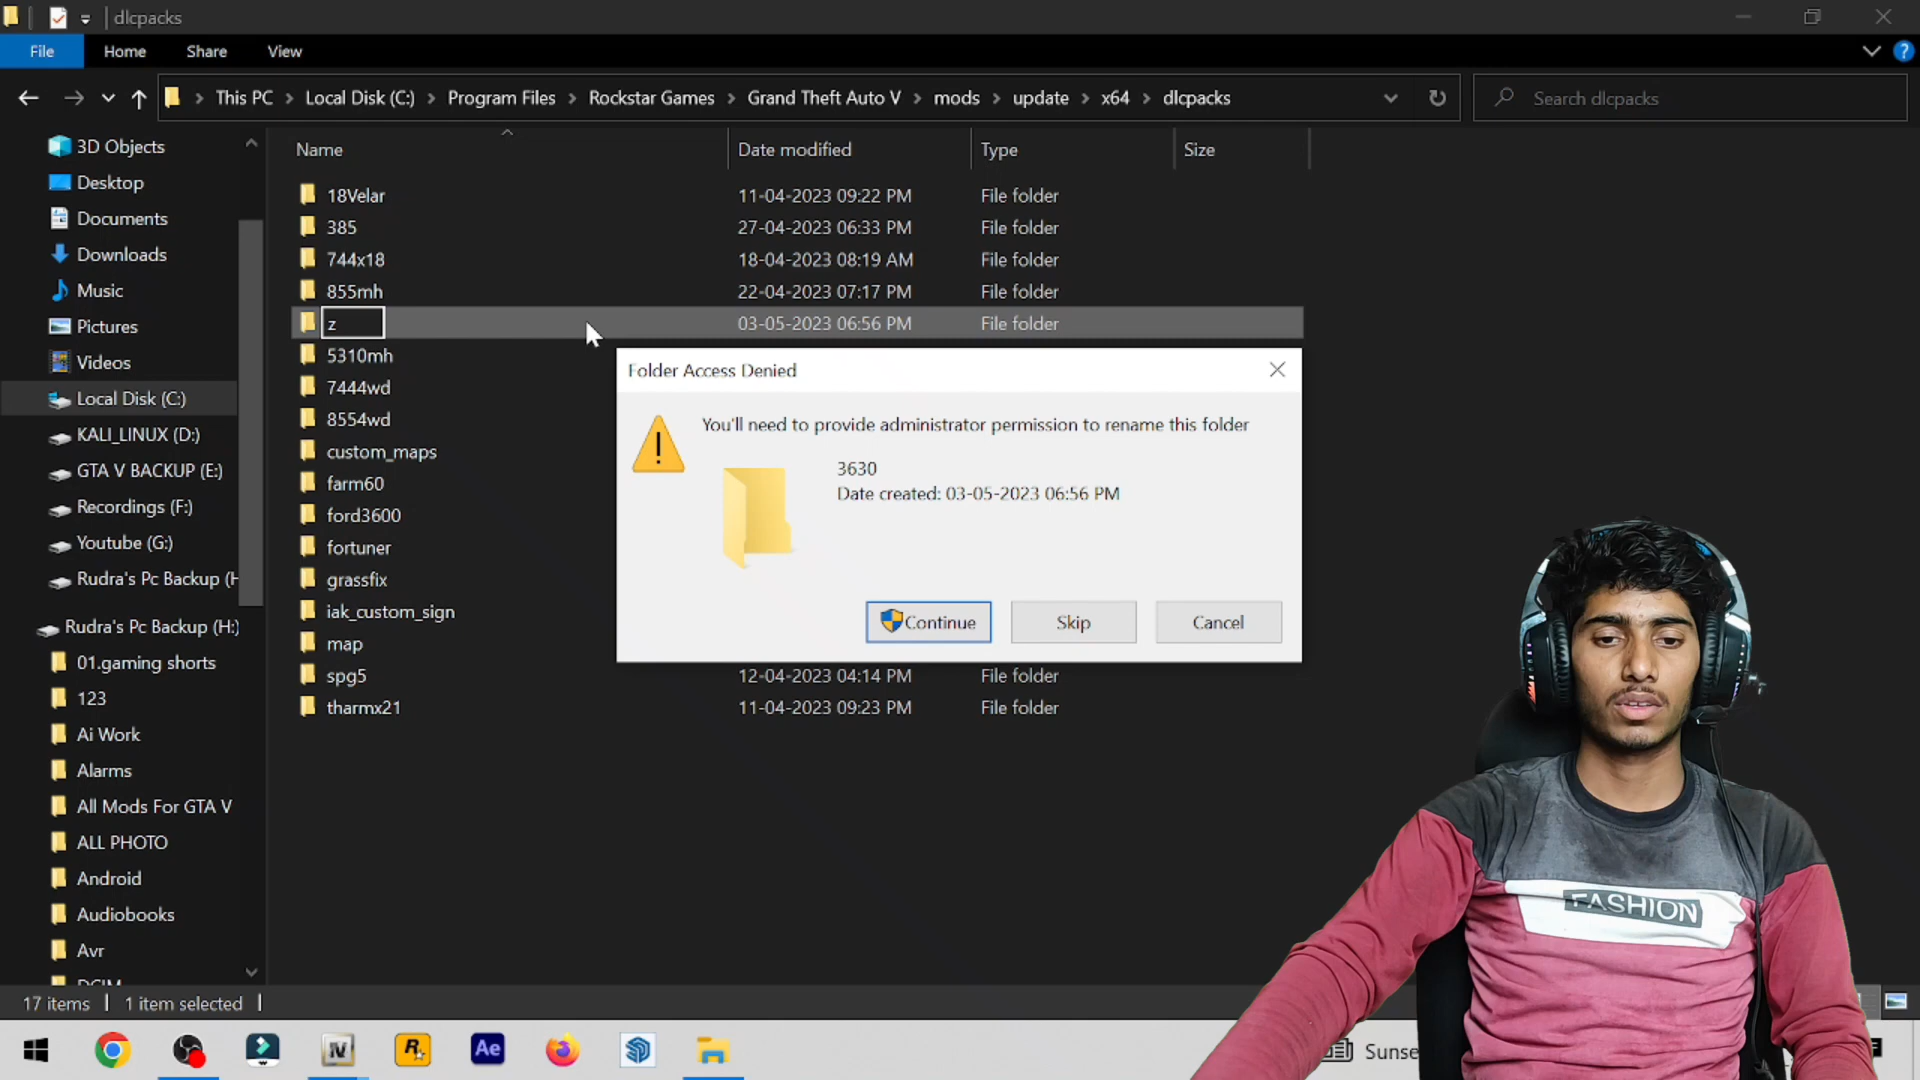 dlcpacks
File Home Share View
This PC Local Disk (C:) Program Files Rockstar Games Grand Theft Auto V mods update x64 dlcpacks
Search dlcpacks
Name Date modified Type Size
3D Objects
Desktop
Documents
Downloads
Music
Pictures
Videos
Local Disk (C:)
KALI_LINUX (D:)
GTA V BACKUP (E:)
Recordings (F:)
Youtube (G:)
Rudra's Pc Backup (H
Rudra's Pc Backup (H:)
01.gaming shorts
123
Ai Work
Alarms
All Mods For GTA V
ALL PHOTO
Android
Audiobooks
Avr
DCIM
18Velar 11-04-2023 09:22 PM File folder
385 27-04-2023 06:33 PM File folder
744x18 18-04-2023 08:19 AM File folder
855mh 22-04-2023 07:17 PM File folder
z 03-05-2023 06:56 PM File folder
5310mh
7444wd
8554wd
custom_maps
farm60
ford3600
fortuner
grassfix
iak_custom_sign
map
spg5 12-04-2023 04:14 PM File folder
tharmx21 11-04-2023 09:23 PM File folder
Folder Access Denied
You'll need to provide administrator permission to rename this folder
3630
Date created: 03-05-2023 06:56 PM
Continue Skip Cancel
FASHION
17 items 1 item selected
IV
R
Ae
Sunse